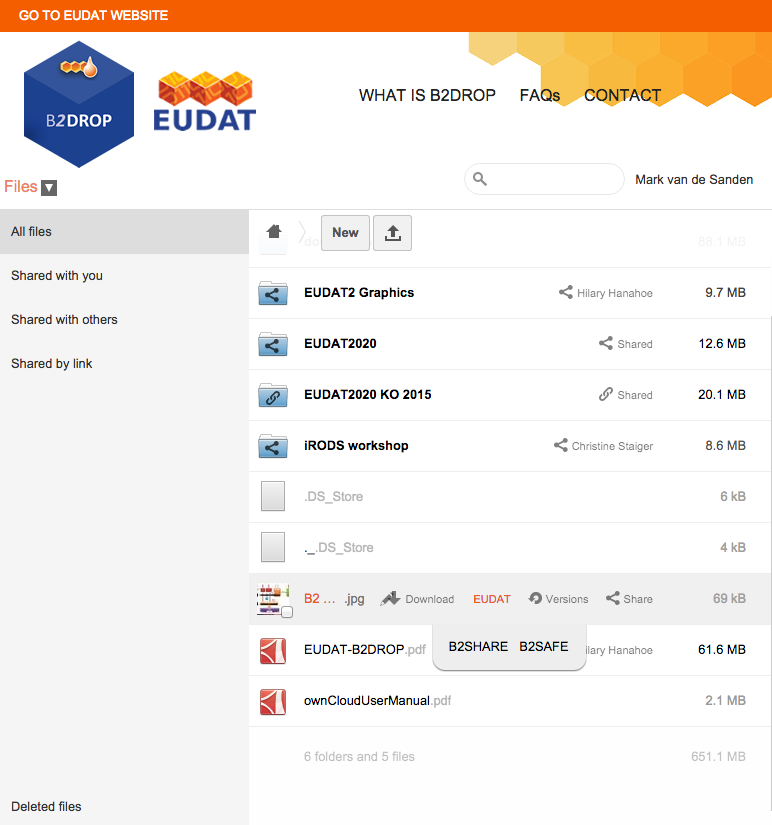 GO TO EUDAT WEBSITE
B2DROP
EUDAT
WHAT IS B2DROP FAQs CONTACT
Files
Mark van de Sanden
All files
New
88.1 MB
Shared with you
EUDAT2 Graphics Hilary Hanahoe 9.7 MB
Shared with others
EUDAT2020 Shared 12.6 MB
Shared by link
EUDAT2020 KO 2015 Shared 20.1 MB
iRODS workshop Christine Staiger 8.6 MB
.DS_Store 6 kB
._.DS_Store 4 kB
B2 ... .jpg Download EUDAT Versions Share 69 kB
B2SHARE B2SAFE
EUDAT-B2DROP.pdf ilary Hanahoe 61.6 MB
ownCloudUserManual.pdf 2.1 MB
6 folders and 5 files 651.1 MB
Deleted files